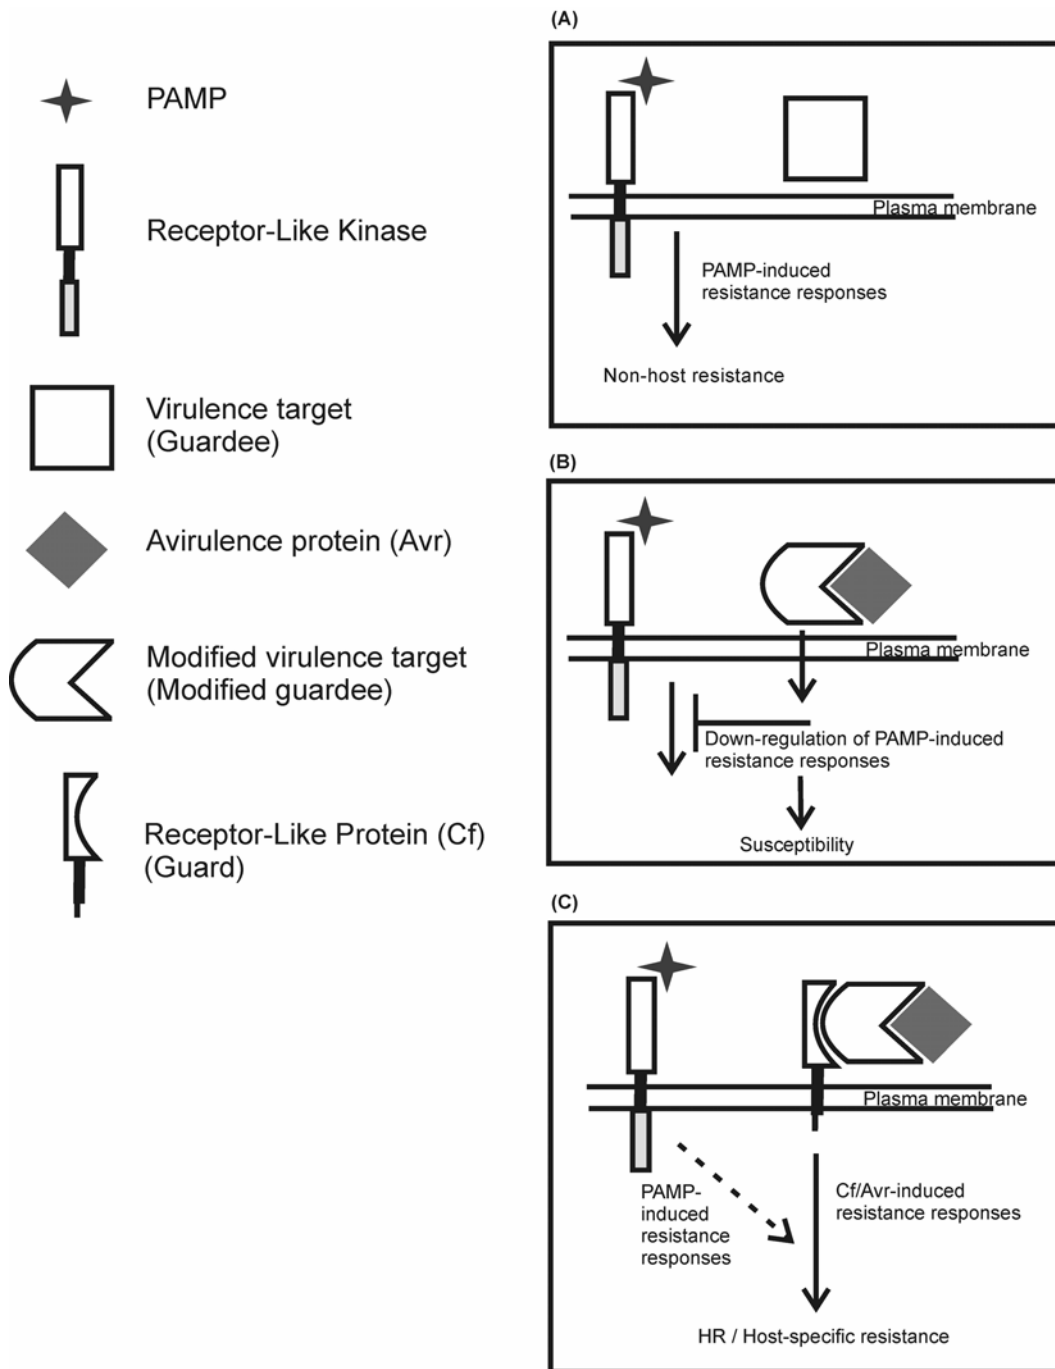 PAMP
Receptor-Like Kinase
Virulence target
(Guardee)
Avirulence protein (Avr)
Modified virulence target
(Modified guardee)
Receptor-Like Protein (Cf)
(Guard)
(A)
Plasma membrane
PAMP-induced
resistance responses
Non-host resistance
(B)
Plasma membrane
Down-regulation of PAMP-induced
resistance responses
Susceptibility
(C)
Plasma membrane
PAMP-
induced
resistance
responses
Cf/Avr-induced
resistance responses
HR / Host-specific resistance